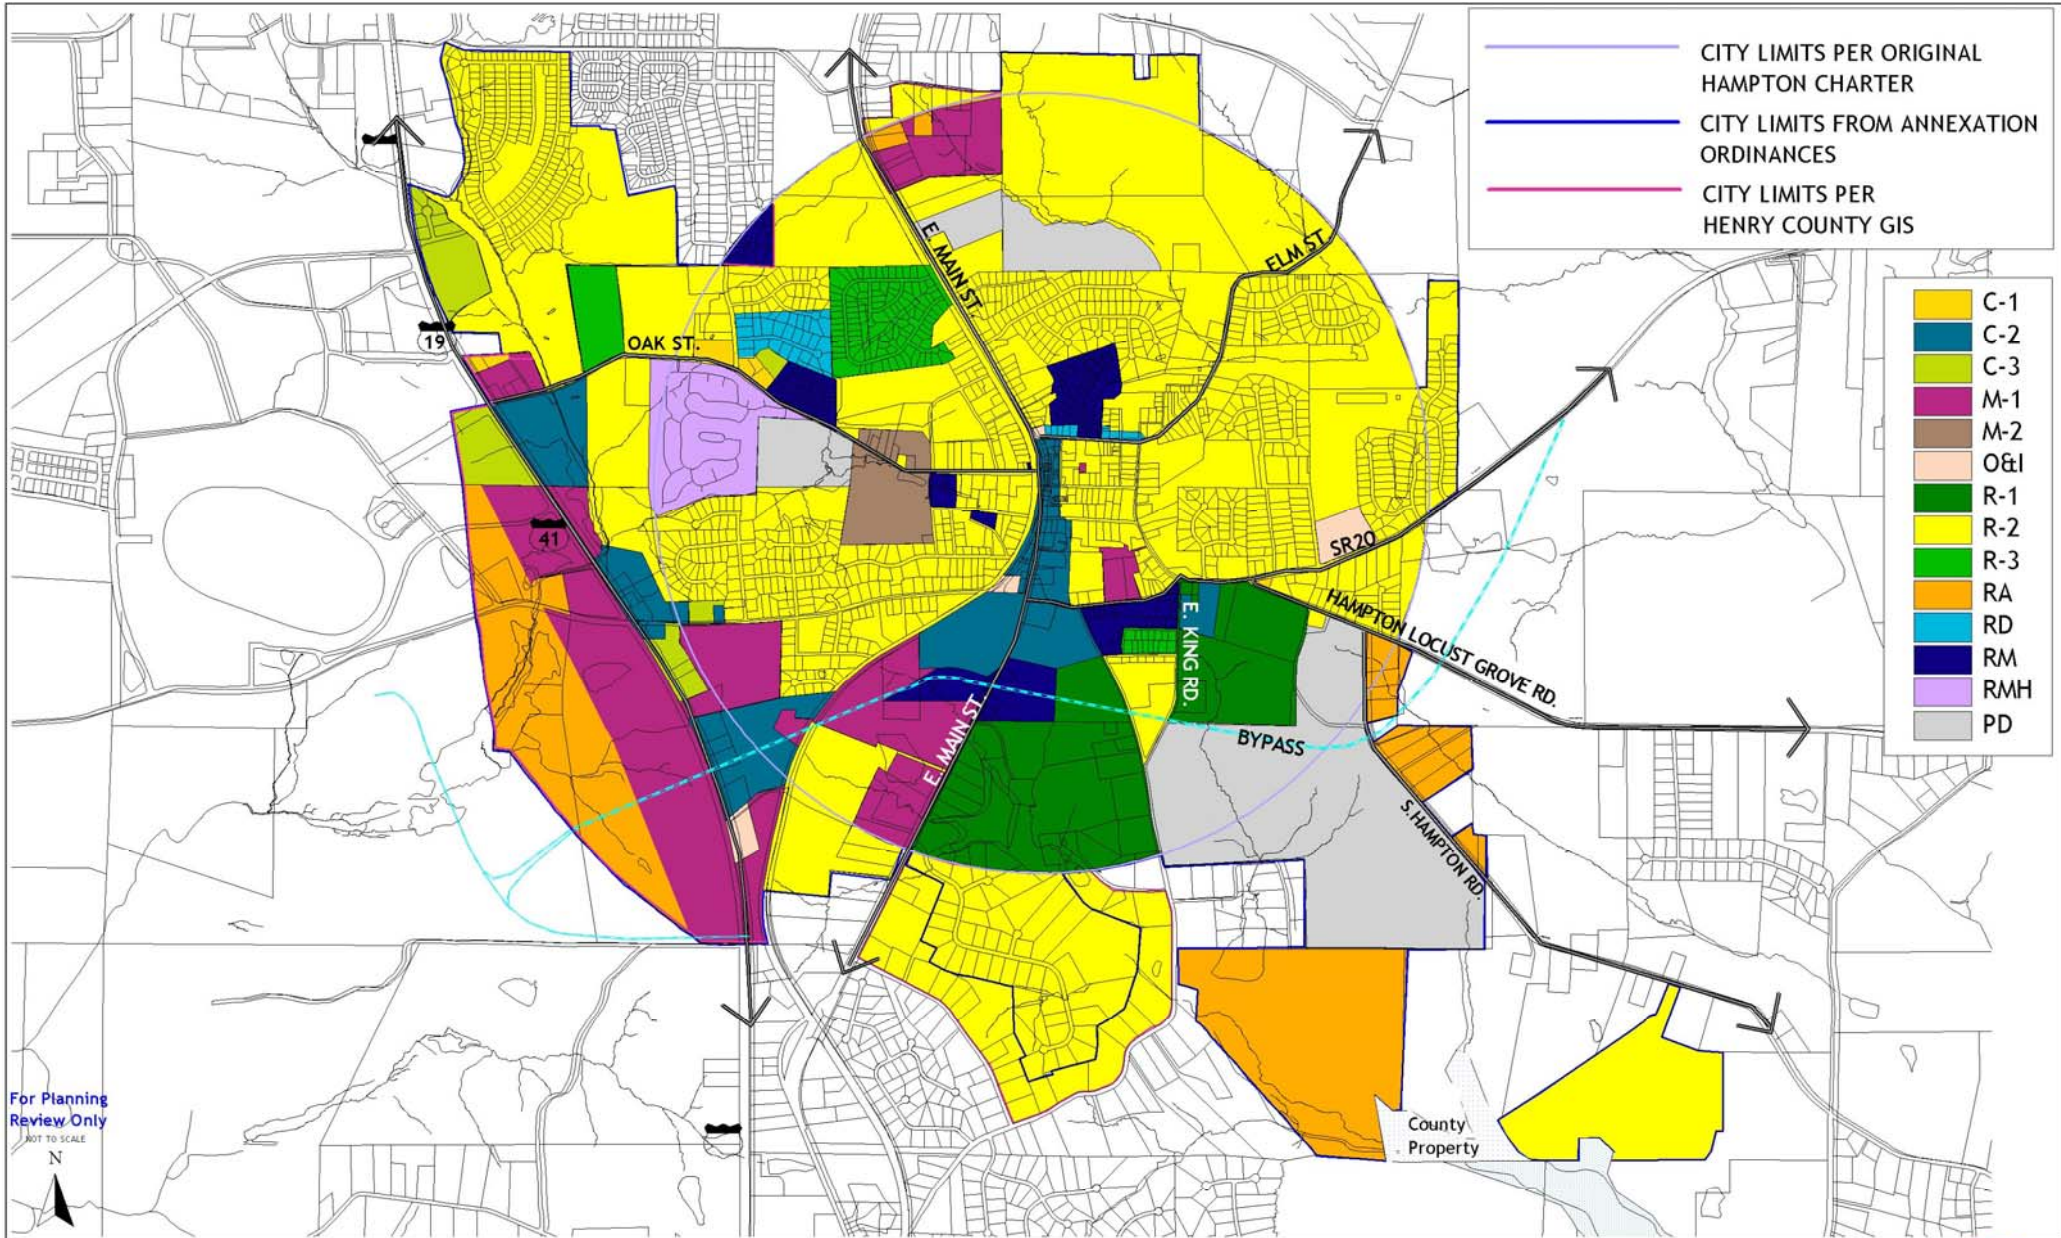 CITY LIMITS PER ORIGINAL
HAMPTON CHARTER
CITY LIMITS FROM ANNEXATION
ORDINANCES
CITY LIMITS PER
HENRY COUNTY GIS
C-1
C-2
C-3
M-1
M-2
O&I
R-1
R-2
R-3
RA
RD
RM
RMH
PD
E. MAIN ST.
ELM ST.
19
OAK ST.
41
SR20
HAMPTON LOCUST GROVE RD.
E. KING RD.
E. MAIN ST.
BYPASS
S. HAMPTON RD.
County
Property
For Planning
Review Only
NOT TO SCALE
N